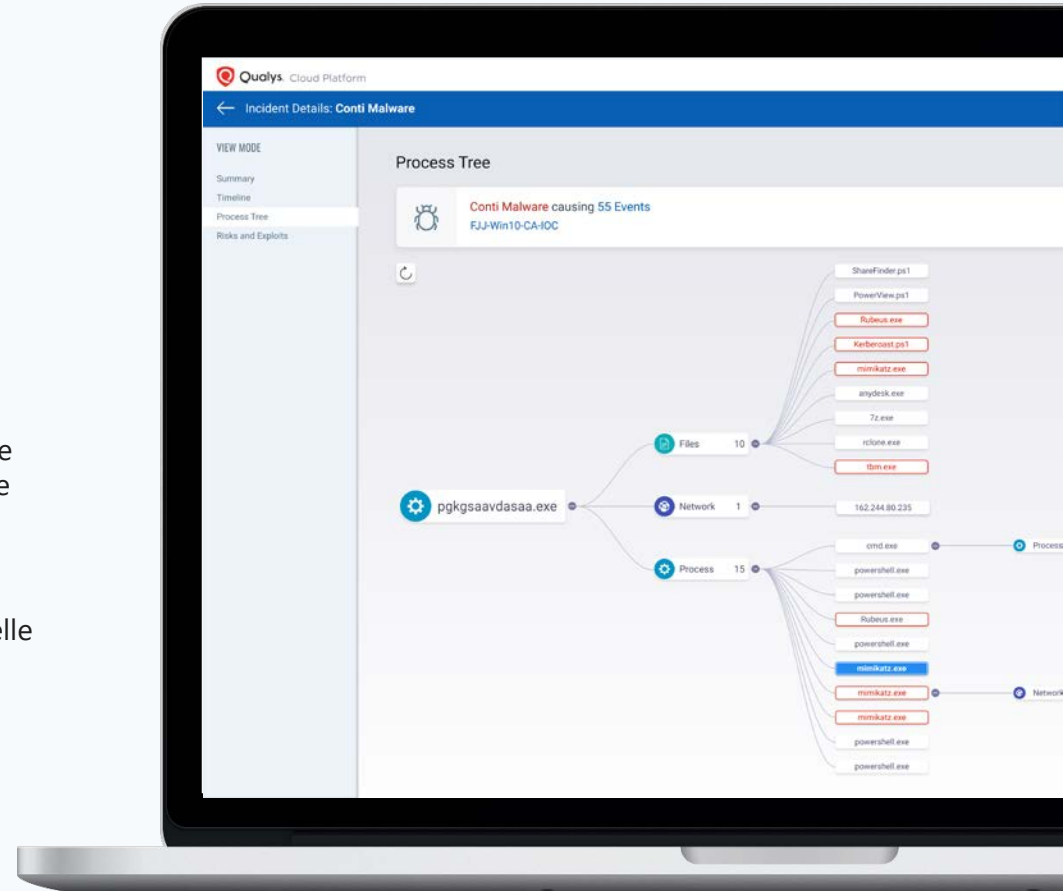 e
e
elle
Qualys. Cloud Platform
Incident Details: Conti Malware
VIEW MODE
Summary
Timeline
Process Tree
Risks and Exploits
Process Tree
Conti Malware causing 55 Events
FJJ-Win10-CA-IOC
ShareFinder.ps1
PowerView.ps1
Rubeus.exe
Kerberoast.ps1
mimikatz.exe
anydesk.exe
7z.exe
rclone.exe
tbm.exe
Files 10
pgkgsaavdasaa.exe
Network 1
162.244.80.235
Process 15
cmd.exe
Process
powershell.exe
powershell.exe
Rubeus.exe
powershell.exe
mimikatz.exe
mimikatz.exe
Network
mimikatz.exe
powershell.exe
powershell.exe